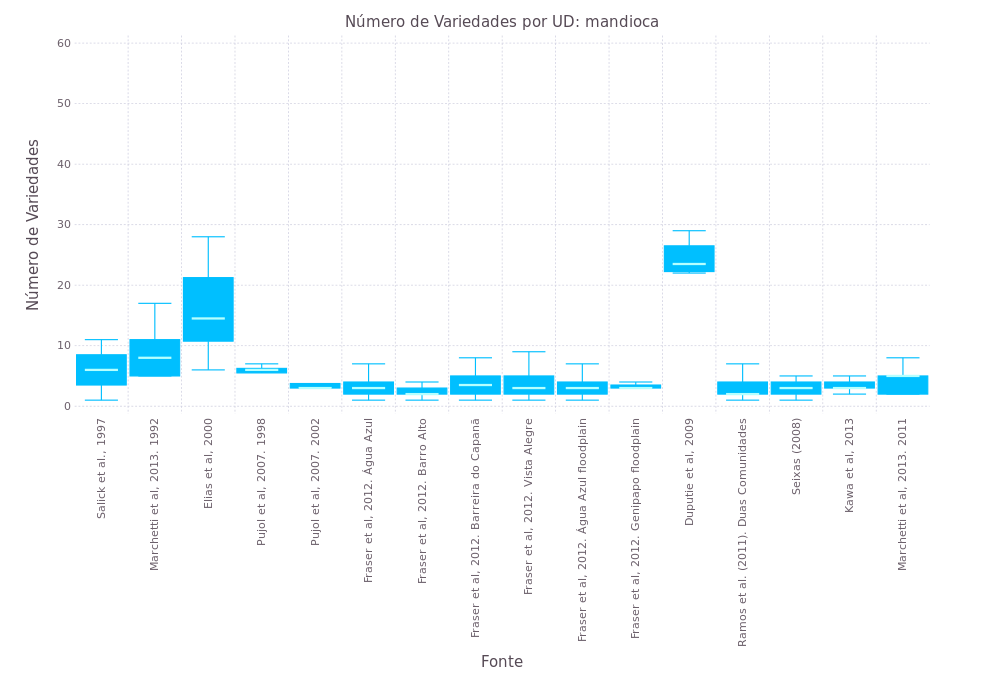 Número de Variedades por UD: mandioca
Número de Variedades
60
50
40
30
20
10
0
Salick et al., 1997
Marchetti et al, 2013. 1992
Elias et al, 2000
Pujol et al, 2007. 1998
Pujol et al, 2007. 2002
Fraser et al, 2012. Água Azul
Fraser et al, 2012. Barro Alto
Fraser et al, 2012. Barreira do Capanã
Fraser et al, 2012. Vista Alegre
Fraser et al, 2012. Água Azul floodplain
Fraser et al, 2012. Genipapo floodplain
Duputie et al, 2009
Ramos et al. (2011). Duas Comunidades
Seixas (2008)
Kawa et al, 2013
Marchetti et al, 2013. 2011
Fonte